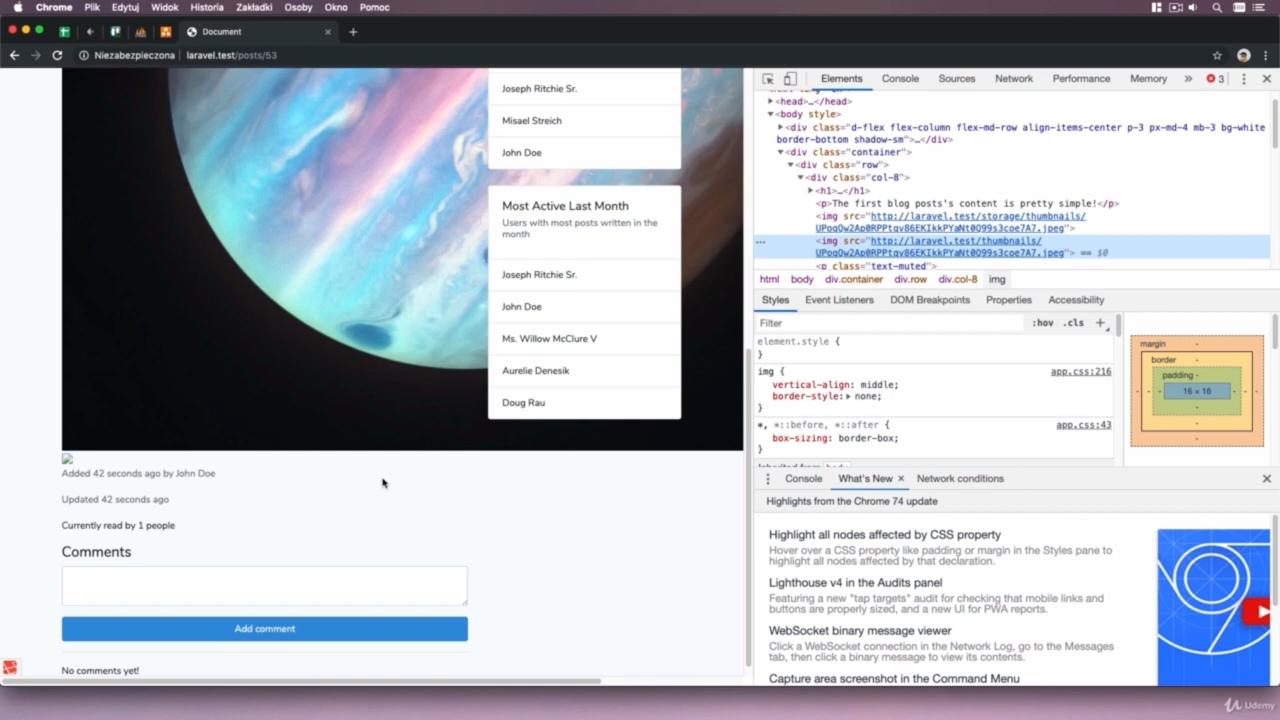 Chrome Plik Edytuj Widok Historia Zakładki Osoby Okno Pomoc
Document
Niezabezpieczona laravel.test/posts/53
Joseph Ritchie Sr.
Misael Streich
John Doe
Most Active Last Month
Users with most posts written in the
month
Joseph Ritchie Sr.
John Doe
Ms. Willow McClure V
Aurelie Denesik
Doug Rau
Added 42 seconds ago by John Doe
Updated 42 seconds ago
Currently read by 1 people
Comments
Add comment
No comments yet!
Elements Console Sources Network Performance Memory » 3
<head>…</head>
<body style>
<div class="d-flex flex-column flex-md-row align-items-center p-3 px-md-4 mb-3 bg-white
border-bottom shadow-sm">…</div>
<div class="container">
<div class="row">
<div class="col-8">
<h1>…</h1>
<p>The first blog posts's content is pretty simple!</p>
<img src="http://laravel.test/storage/thumbnails/
UPoqQw2Ap0RPPtqv86EKIkkPYaNt0Q99s3coe7A7.jpeg">
<img src="http://laravel.test/thumbnails/
UPoqQw2Ap0RPPtqv86EKIkkPYaNt0Q99s3coe7A7.jpeg"> == $0
<p class="text-muted">
html body div.container div.row div.col-8 img
Styles Event Listeners DOM Breakpoints Properties Accessibility
Filter :hov .cls +
element.style {
}
img { app.css:216
vertical-align: middle;
border-style: none;
}
*, *::before, *::after { app.css:43
box-sizing: border-box;
}
Inherited from body
margin -
border -
padding -
16 × 16
Console What's New × Network conditions
Highlights from the Chrome 74 update
Highlight all nodes affected by CSS property
Hover over a CSS property like padding or margin in the Styles pane to
highlight all nodes affected by that declaration.
Lighthouse v4 in the Audits panel
Featuring a new "tap targets" audit for checking that mobile links and
buttons are properly sized, and a new UI for PWA reports.
WebSocket binary message viewer
Click a WebSocket connection in the Network Log, go to the Messages
tab, then click a binary message to view its contents.
Capture area screenshot in the Command Menu
Udemy